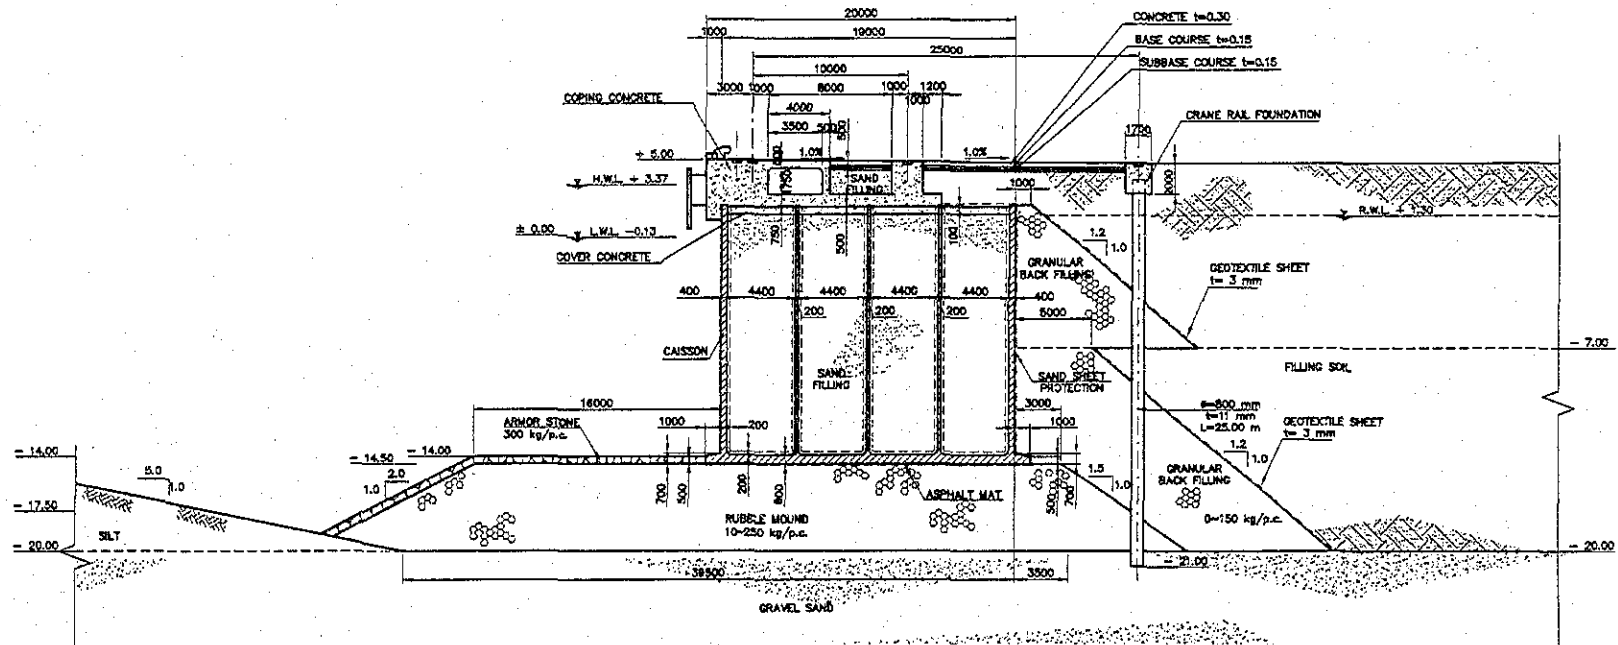 20000
CONCRETE t=0.30
1000
19000
BASE COURSE t=0.15
25000
SUBBASE COURSE t=0.15
10000
3000
1000
8000
1000
1200
COPING CONCRETE
4000
1000
CRANE RAIL FOUNDATION
3500
500
500
1750
+ 5.00
1.0%
1.0%
H.W.L. + 3.37
1750
SAND
FILLING
1000
2000
± 0.00
L.W.L. -0.13
750
500
100
1.2
1.0
COVER CONCRETE
GRANULAR
BACK FILLING
GEOTEXTILE SHEET
t= 3 mm
400
4400
4400
4400
4400
400
200
200
200
5000
CAISSON
- 7.00
SAND
FILLING
SAND SHEET
PROTECTION
FILLING SOIL
16000
3000
t=11 mm
L=25.00 m
GEOTEXTILE SHEET
t= 3 mm
ARMOR STONE
300 kg/p.c.
1000
200
1000
1.2
1.0
- 14.00
- 14.00
- 14.50
5.0
1.0
2.0
1.0
700
500
200
800
ASPHALT MAT
500
700
1.5
1.0
GRANULAR
BACK FILLING
- 17.50
RUBBLE MOUND
10~250 kg/p.c.
0~150 kg/p.c.
SILT
- 20.00
- 20.00
- 21.00
39500
3500
GRAVEL SAND